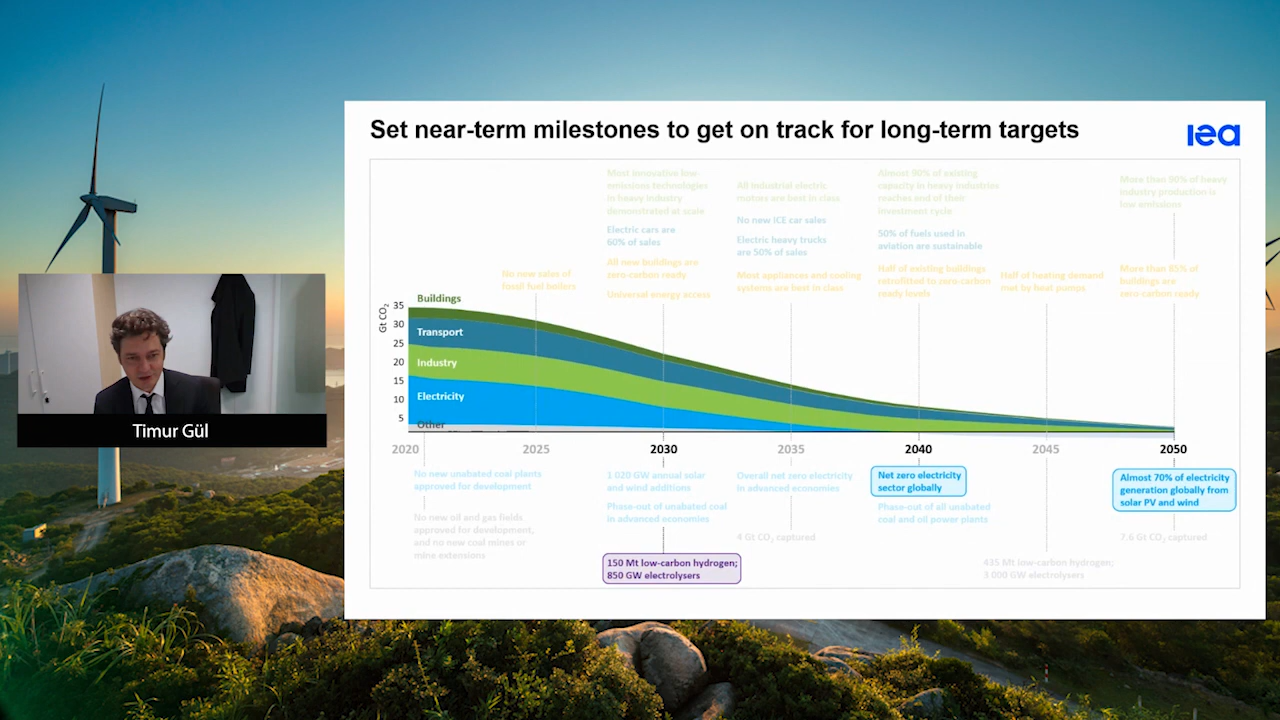 Set near-term milestones to get on track for long-term targets
iea
Most innovative low-
emissions technologies
in heavy industry
demonstrated at scale
Electric cars are
60% of sales
All new buildings are
zero-carbon ready
Universal energy access
No new sales of
fossil fuel boilers
All industrial electric
motors are best in class
No new ICE car sales
Electric heavy trucks
are 50% of sales
Most appliances and cooling
systems are best in class
Almost 90% of existing
capacity in heavy industries
reaches end of their
investment cycle
50% of fuels used in
aviation are sustainable
Half of existing buildings
retrofitted to zero-carbon
ready levels
Half of heating demand
met by heat pumps
More than 90% of heavy
industry production is
low emissions
More than 85% of
buildings are
zero-carbon ready
Gt CO2
35
30
25
20
15
10
5
Buildings
Transport
Industry
Electricity
Other
2020
2025
2030
2035
2040
2045
2050
No new unabated coal plants
approved for development
No new oil and gas fields
approved for development,
and no new coal mines or
mine extensions
1 020 GW annual solar
and wind additions
Phase-out of unabated coal
in advanced economies
150 Mt low-carbon hydrogen;
850 GW electrolysers
Overall net zero electricity
in advanced economies
4 Gt CO2 captured
Net zero electricity
sector globally
Phase-out of all unabated
coal and oil power plants
435 Mt low-carbon hydrogen;
3 000 GW electrolysers
Almost 70% of electricity
generation globally from
solar PV and wind
7.6 Gt CO2 captured
Timur Gül